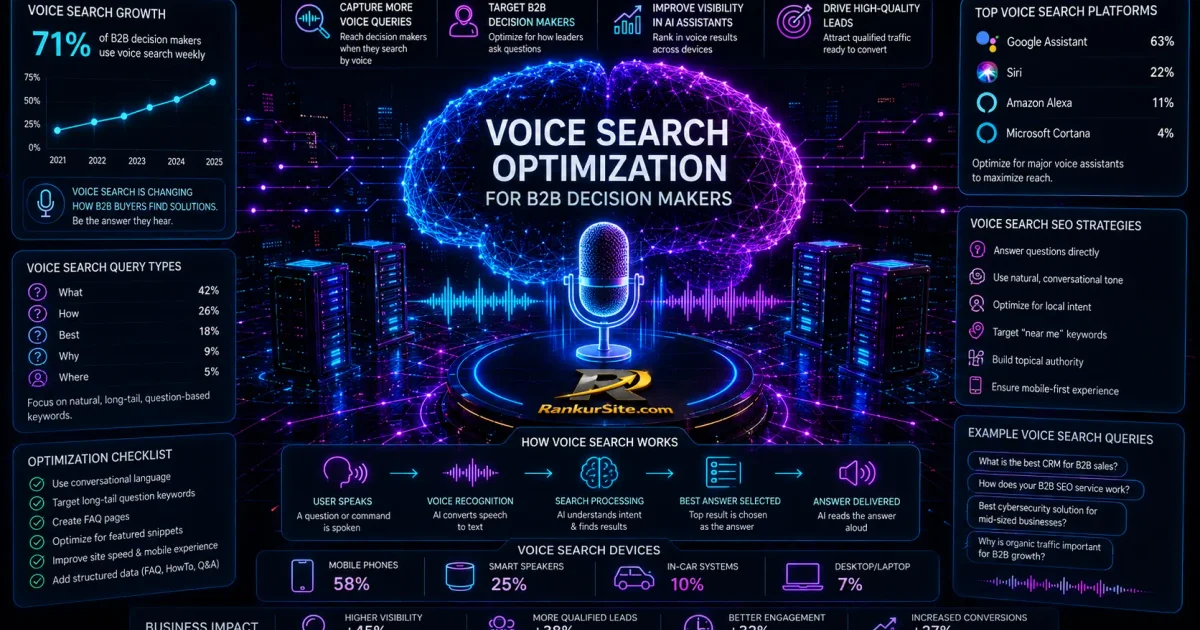 VOICE SEARCH GROWTH
71%
of B2B decision makers
use voice search weekly
75%
50%
25%
0%
2021 2022 2023 2024 2025
VOICE SEARCH IS CHANGING
HOW B2B BUYERS FIND SOLUTIONS.
Be the answer they hear.
VOICE SEARCH QUERY TYPES
? What 42%
? How 26%
? Best 18%
? Why 9%
Where 5%
Focus on natural, long-tail, question-based
keywords.
OPTIMIZATION CHECKLIST
Use conversational language
Target long-tail question keywords
Create FAQ pages
Optimize for featured snippets
Improve site speed & mobile experience
Add structured data (FAQ, HowTo, Q&A)
CAPTURE MORE
VOICE QUERIES
Reach decision makers
when they search
by voice
TARGET B2B
DECISION MAKERS
Optimize for how leaders
ask questions
IMPROVE VISIBILITY
IN AI ASSISTANTS
Rank in voice results
across devices
DRIVE HIGH-QUALITY
LEADS
Attract qualified traffic
ready to convert
VOICE SEARCH
OPTIMIZATION
FOR B2B DECISION MAKERS
R
RankurSite.com
HOW VOICE SEARCH WORKS
USER SPEAKS
A question or command
is spoken
VOICE RECOGNITION
AI converts speech
to text
SEARCH PROCESSING
AI understands intent
& finds results
BEST ANSWER SELECTED
Top result is chosen
as the answer
ANSWER DELIVERED
AI reads the answer
aloud
VOICE SEARCH DEVICES
MOBILE PHONES
58%
SMART SPEAKERS
25%
IN-CAR SYSTEMS
10%
DESKTOP/LAPTOP
7%
BUSINESS IMPACT
HIGHER VISIBILITY
+45%
MORE QUALIFIED LEADS
+38%
BETTER ENGAGEMENT
+32%
INCREASED CONVERSIONS
+27%
TOP VOICE SEARCH PLATFORMS
Google Assistant 63%
Siri 22%
Amazon Alexa 11%
Microsoft Cortana 4%
Optimize for major voice assistants
to maximize reach.
VOICE SEARCH SEO STRATEGIES
Answer questions directly
Use natural, conversational tone
Optimize for local intent
Target "near me" keywords
Build topical authority
Ensure mobile-first experience
EXAMPLE VOICE SEARCH QUERIES
What is the best CRM for B2B sales?
How does your B2B SEO service work?
Best cybersecurity solution for
mid-sized businesses?
Why is organic traffic important
for B2B growth?